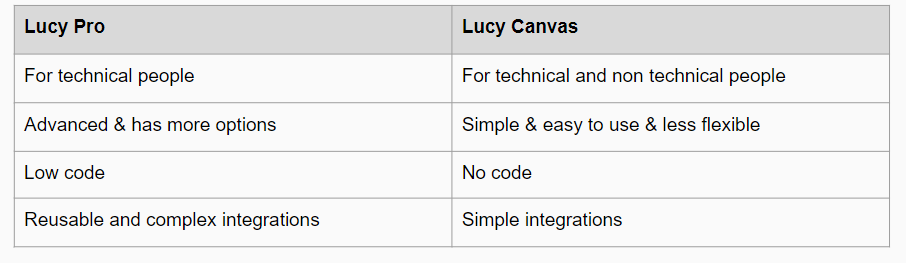 Lucy Pro
Lucy Canvas
For technical people
For technical and non technical people
Advanced & has more options
Simple & easy to use & less flexible
Low code
No code
Reusable and complex integrations
Simple integrations